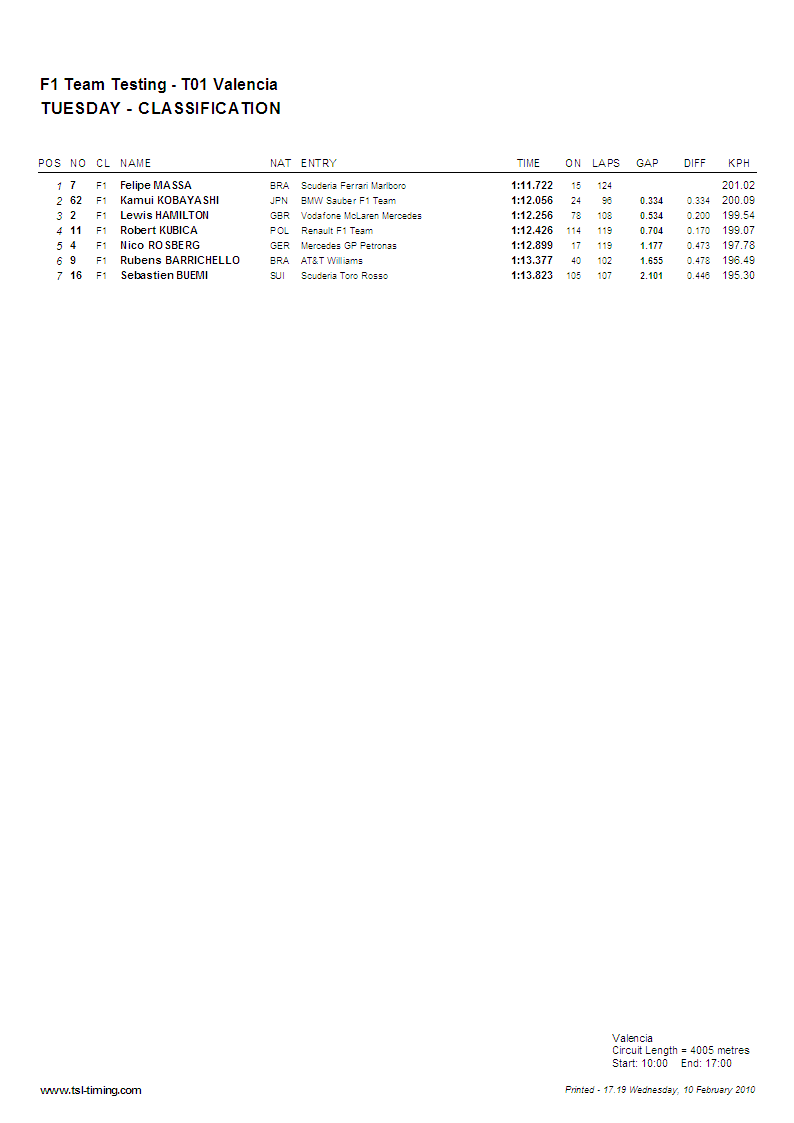 F1 Team Testing - T01 Valencia
TUESDAY - CLASSIFICATION
POS NO CL NAME NAT ENTRY TIME ON LAPS GAP DIFF KPH
1 7 F1 Felipe MASSA BRA Scuderia Ferrari Marlboro 1:11.722 15 124 201.02
2 62 F1 Kamui KOBAYASHI JPN BMW Sauber F1 Team 1:12.056 24 96 0.334 0.334 200.09
3 2 F1 Lewis HAMILTON GBR Vodafone McLaren Mercedes 1:12.256 78 108 0.534 0.200 199.54
4 11 F1 Robert KUBICA POL Renault F1 Team 1:12.426 114 119 0.704 0.170 199.07
5 4 F1 Nico ROSBERG GER Mercedes GP Petronas 1:12.899 17 119 1.177 0.473 197.78
6 9 F1 Rubens BARRICHELLO BRA AT&T Williams 1:13.377 40 102 1.655 0.478 196.49
7 16 F1 Sebastien BUEMI SUI Scuderia Toro Rosso 1:13.823 105 107 2.101 0.446 195.30
Valencia
Circuit Length = 4005 metres
Start: 10:00 End: 17:00
www.tsl-timing.com Printed - 17.19 Wednesday, 10 February 2010